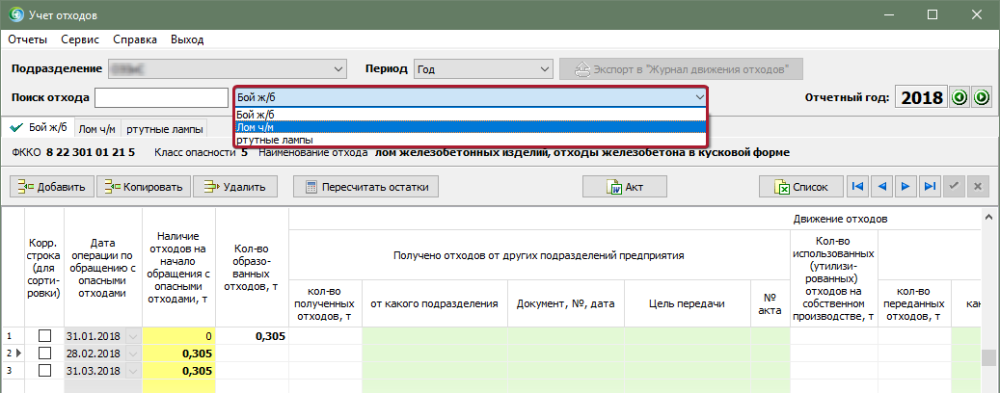 Учет отходов
Отчеты Сервис Справка Выход
Подразделение Период Год Экспорт в "Журнал движения отходов"
Поиск отхода Бой ж/б Отчетный год: 2018
Бой ж/б
Лом ч/м
ртутные лампы
Бой ж/б Лом ч/м ртутные лампы
ФККО 8 22 301 01 21 5 Класс опасности 5 Наименование отхода лом железобетонных изделий, отходы железобетона в кусковой форме
Добавить Копировать Удалить Пересчитать остатки Акт Список
Движение отходов
Корр. строка (для сорти-ровки)
Дата операции по обращению с опасными отходами
Наличие отходов на начало обращения с опасными отходами, т
Кол-во образо-ванных отходов, т
Получено отходов от других подразделений предприятия
кол-во полученных отходов, т
от какого подразделения
Документ, №, дата
Цель передачи
№ акта
Кол-во использованных (утилизи-рованных) отходов на собственном производстве, т
кол-во переданных отходов, т
как
1 31.01.2018 0 0,305
2 28.02.2018 0,305
3 31.03.2018 0,305